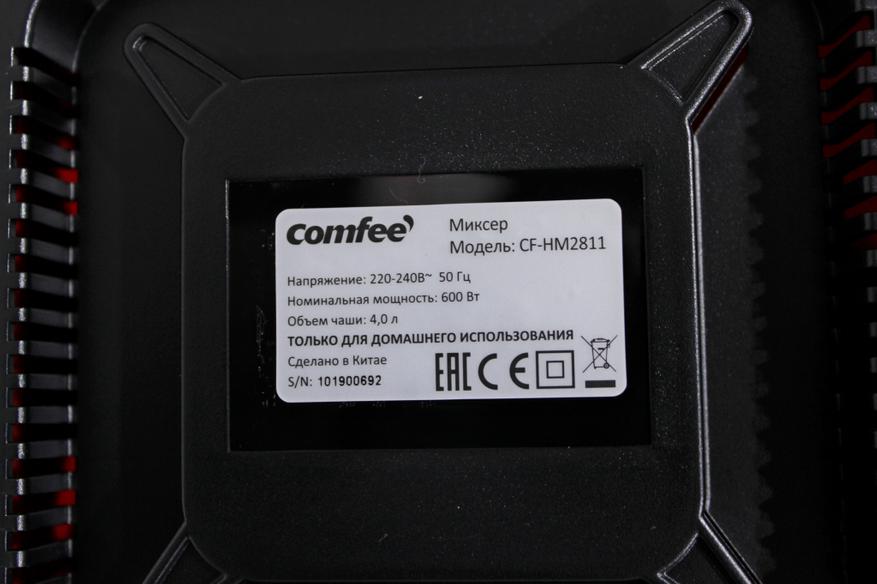 comfee'
Миксер
Модель: CF-HM2811
Напряжение: 220-240В~ 50 Гц
Номинальная мощность: 600 Вт
Объем чаши: 4,0 л
ТОЛЬКО ДЛЯ ДОМАШНЕГО ИСПОЛЬЗОВАНИЯ
Сделано в Китае
S/N: 101900692
EAC CE